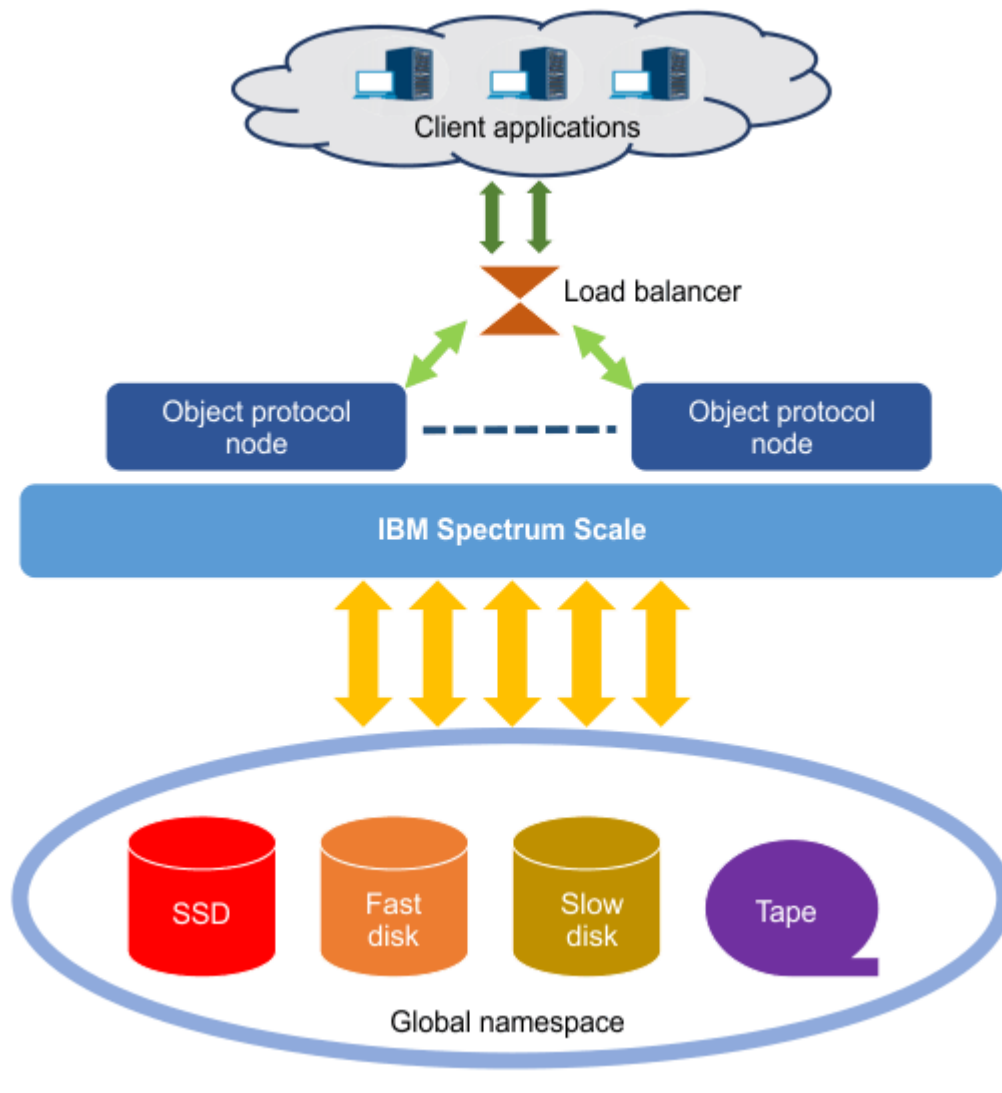 Client applications
Load balancer
Object protocol
node
Object protocol
node
IBM Spectrum Scale
SSD
Fast
disk
Slow
disk
Tape
Global namespace